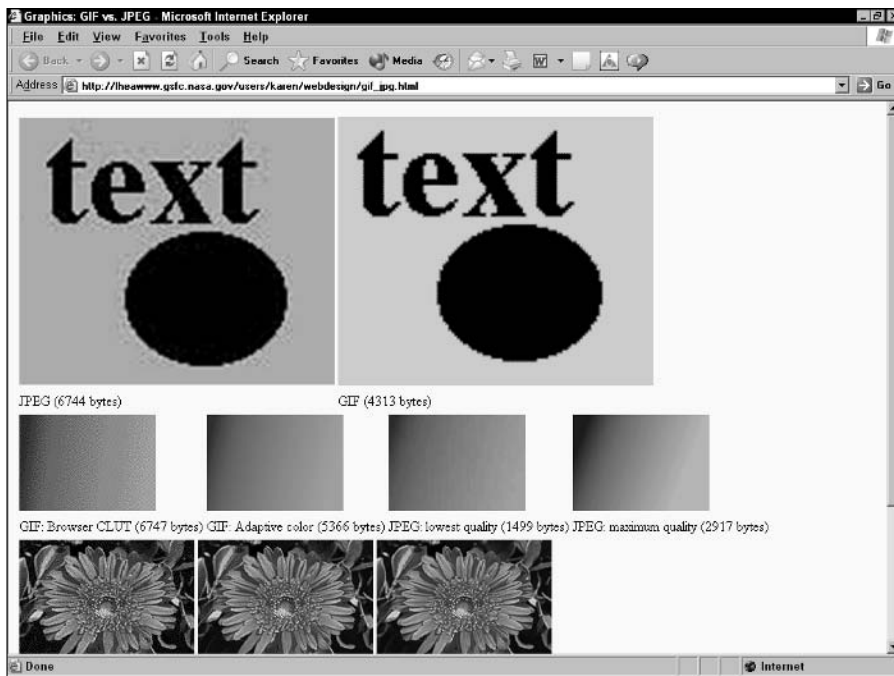 Graphics: GIF vs. JPEG - Microsoft Internet Explorer
File Edit View Favorites Tools Help
Back Search Favorites Media
Address http://lheawww.gsfc.nasa.gov/users/karen/webdesign/gif_jpg.html Go
text text
JPEG (6744 bytes) GIF (4313 bytes)
GIF: Browser CLUT (6747 bytes) GIF: Adaptive color (5366 bytes) JPEG: lowest quality (1499 bytes) JPEG: maximum quality (2917 bytes)
Done Internet